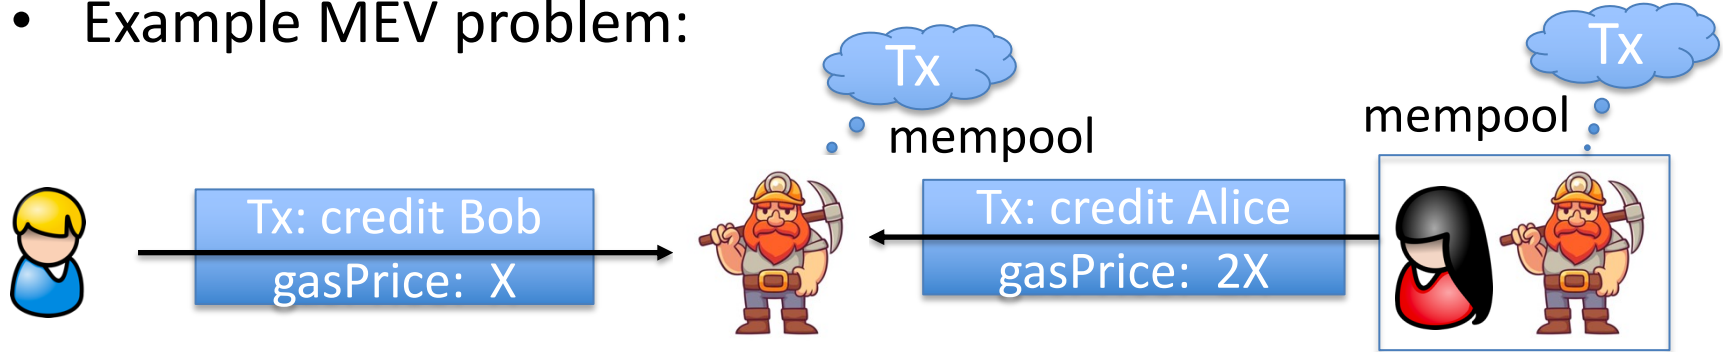 • Example MEV problem:
Tx
Tx
mempool
mempool
Tx: credit Bob
gasPrice: X
Tx: credit Alice
gasPrice: 2X